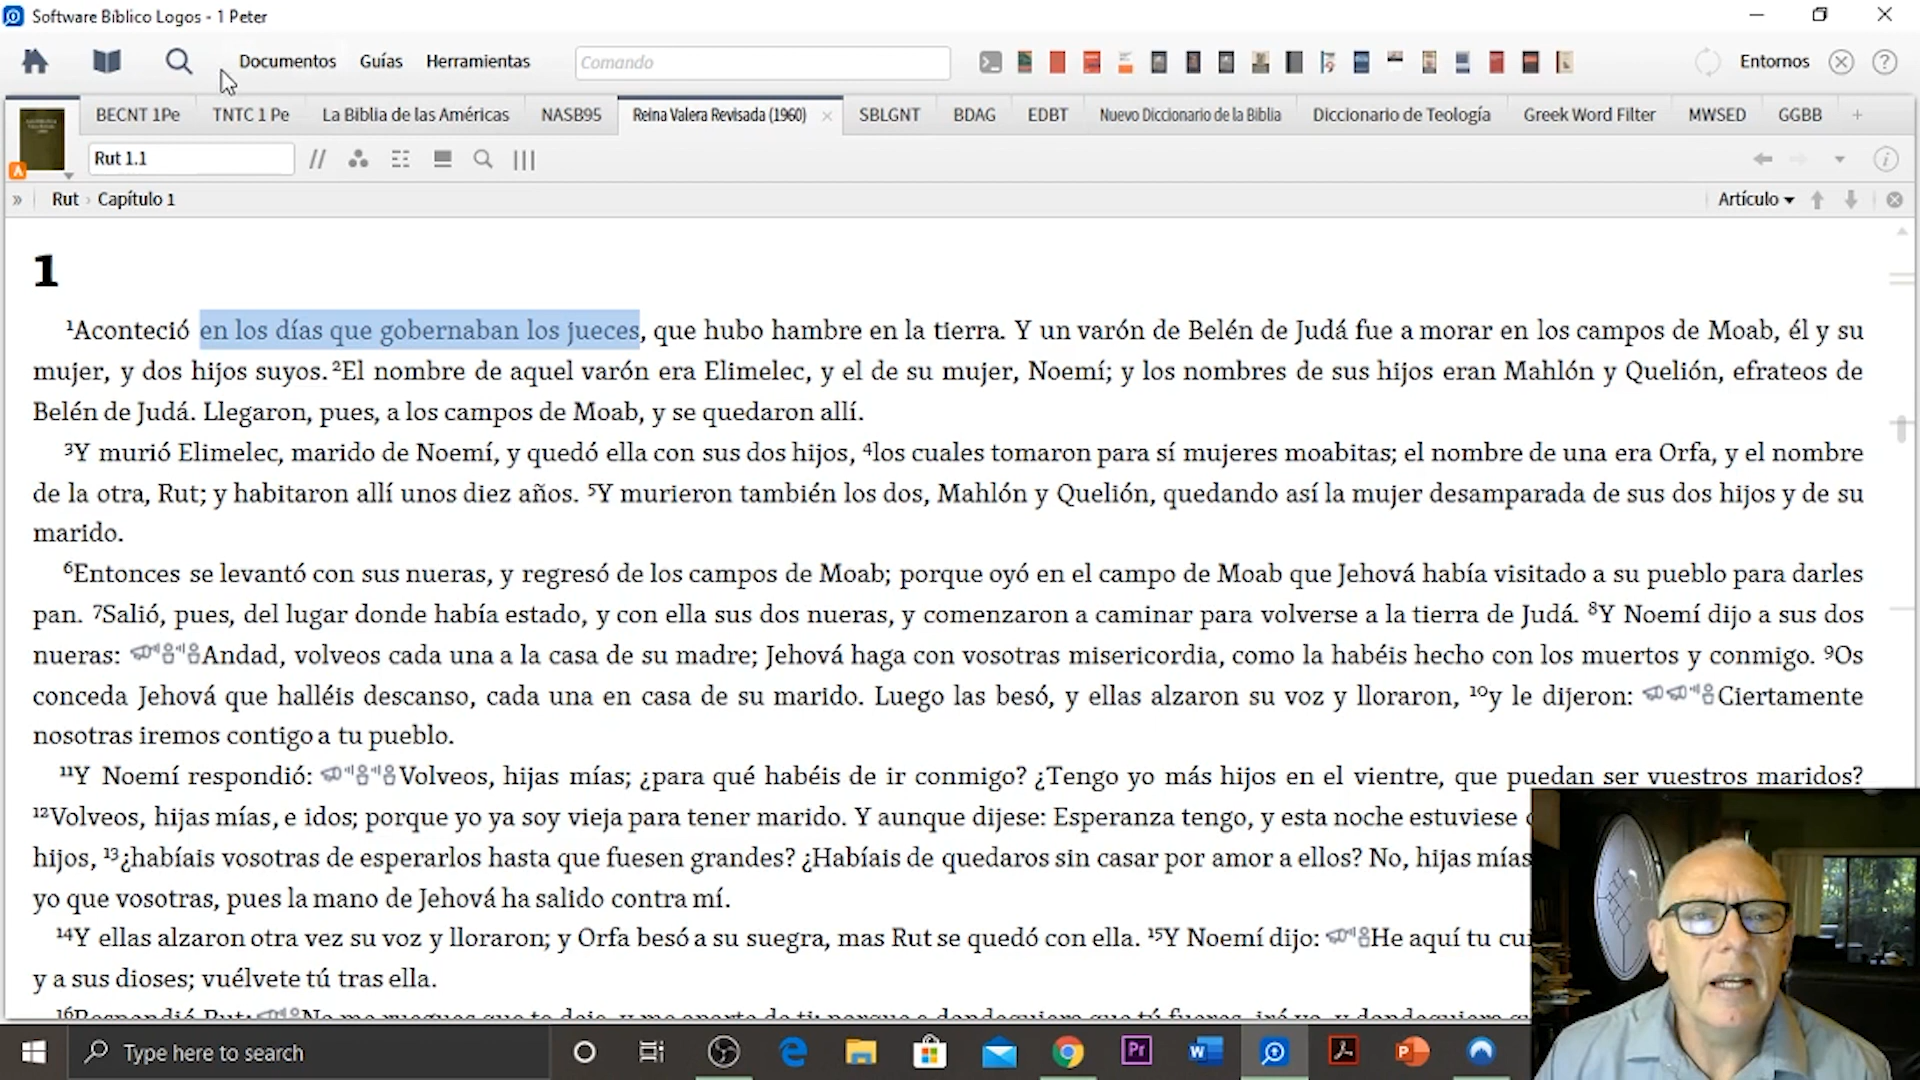 Software Bíblico Logos - 1 Peter
Documentos Guías Herramientas Comando Entornos
BECNT 1Pe TNTC 1 Pe La Biblia de las Américas NASB95 Reina Valera Revisada (1960) SBLGNT BDAG EDBT Nuevo Diccionario de la Biblia Diccionario de Teología Greek Word Filter MWSED GGBB
Rut 1.1
Rut › Capítulo 1 Artículo
1
¹Aconteció en los días que gobernaban los jueces, que hubo hambre en la tierra. Y un varón de Belén de Judá fue a morar en los campos de Moab, él y su
mujer, y dos hijos suyos. ²El nombre de aquel varón era Elimelec, y el de su mujer, Noemí; y los nombres de sus hijos eran Mahlón y Quelión, efrateos de
Belén de Judá. Llegaron, pues, a los campos de Moab, y se quedaron allí.
³Y murió Elimelec, marido de Noemí, y quedó ella con sus dos hijos, ⁴los cuales tomaron para sí mujeres moabitas; el nombre de una era Orfa, y el nombre
de la otra, Rut; y habitaron allí unos diez años. ⁵Y murieron también los dos, Mahlón y Quelión, quedando así la mujer desamparada de sus dos hijos y de su
marido.
⁶Entonces se levantó con sus nueras, y regresó de los campos de Moab; porque oyó en el campo de Moab que Jehová había visitado a su pueblo para darles
pan. ⁷Salió, pues, del lugar donde había estado, y con ella sus dos nueras, y comenzaron a caminar para volverse a la tierra de Judá. ⁸Y Noemí dijo a sus dos
nueras: Andad, volveos cada una a la casa de su madre; Jehová haga con vosotras misericordia, como la habéis hecho con los muertos y conmigo. ⁹Os
conceda Jehová que halléis descanso, cada una en casa de su marido. Luego las besó, y ellas alzaron su voz y lloraron, ¹⁰y le dijeron: Ciertamente
nosotras iremos contigo a tu pueblo.
¹¹Y Noemí respondió: Volveos, hijas mías; ¿para qué habéis de ir conmigo? ¿Tengo yo más hijos en el vientre, que puedan ser vuestros maridos?
¹²Volveos, hijas mías, e idos; porque yo ya soy vieja para tener marido. Y aunque dijese: Esperanza tengo, y esta noche estuviese
hijos, ¹³¿habíais vosotras de esperarlos hasta que fuesen grandes? ¿Habíais de quedaros sin casar por amor a ellos? No, hijas mías
yo que vosotras, pues la mano de Jehová ha salido contra mí.
¹⁴Y ellas alzaron otra vez su voz y lloraron; y Orfa besó a su suegra, mas Rut se quedó con ella. ¹⁵Y Noemí dijo: He aquí tu
y a sus dioses; vuélvete tú tras ella.
¹⁶Respondió Rut: No me ruegues que te deje, y me aparte de ti; porque a dondequiera que tú fueres, iré yo, y dondequiera
Type here to search